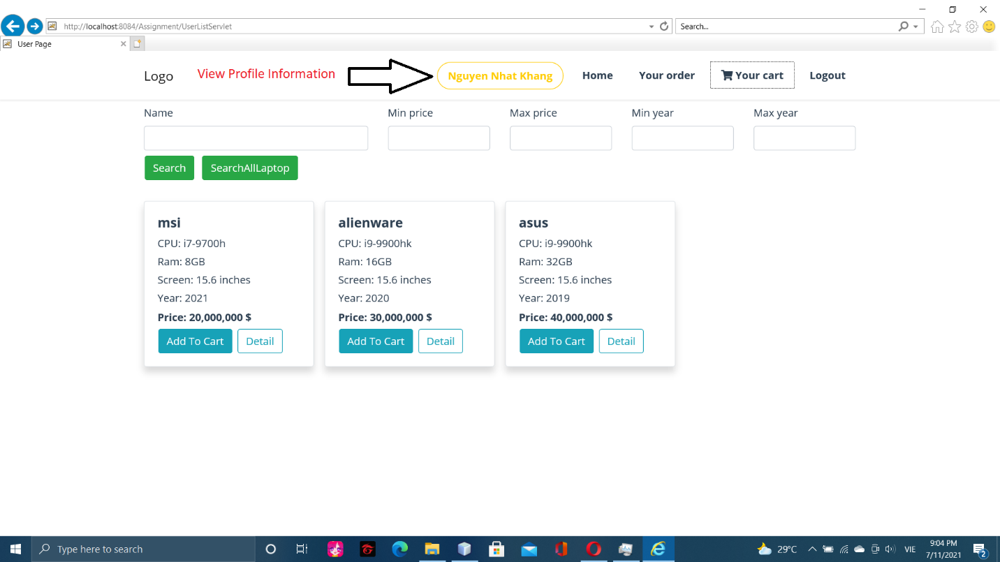 http://localhost:8084/Assignment/UserListServlet
Search...
User Page
Logo
View Profile Information
Nguyen Nhat Khang
Home
Your order
Your cart
Logout
Name
Min price
Max price
Min year
Max year
Search
SearchAllLaptop
msi
CPU: i7-9700h
Ram: 8GB
Screen: 15.6 inches
Year: 2021
Price: 20,000,000 $
Add To Cart
Detail
alienware
CPU: i9-9900hk
Ram: 16GB
Screen: 15.6 inches
Year: 2020
Price: 30,000,000 $
Add To Cart
Detail
asus
CPU: i9-9900hk
Ram: 32GB
Screen: 15.6 inches
Year: 2019
Price: 40,000,000 $
Add To Cart
Detail
Type here to search
29°C
VIE
9:04 PM
7/11/2021
2